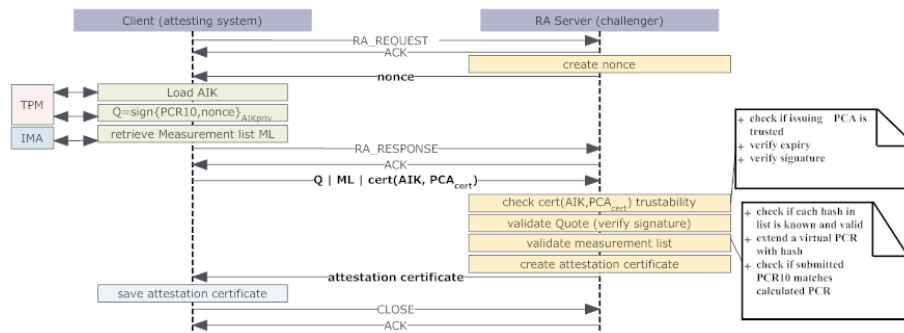 Client (attesting system)
RA Server (challenger)
RA_REQUEST
ACK
create nonce
nonce
TPM
Load AIK
Q=sign{PCR10,nonce}AIKpriv
IMA
retrieve Measurement list ML
RA_RESPONSE
ACK
Q | ML | cert(AIK, PCAcert)
check cert(AIK,PCAcert) trustability
validate Quote (verify signature)
validate measurement list
create attestation certificate
attestation certificate
save attestation certificate
CLOSE
ACK
+ check if issuing PCA is
trusted
+ verify expiry
+ verify signature
+ check if each hash in
list is known and valid
+ extend a virtual PCR
with hash
+ check if submitted
PCR10 matches
calculated PCR